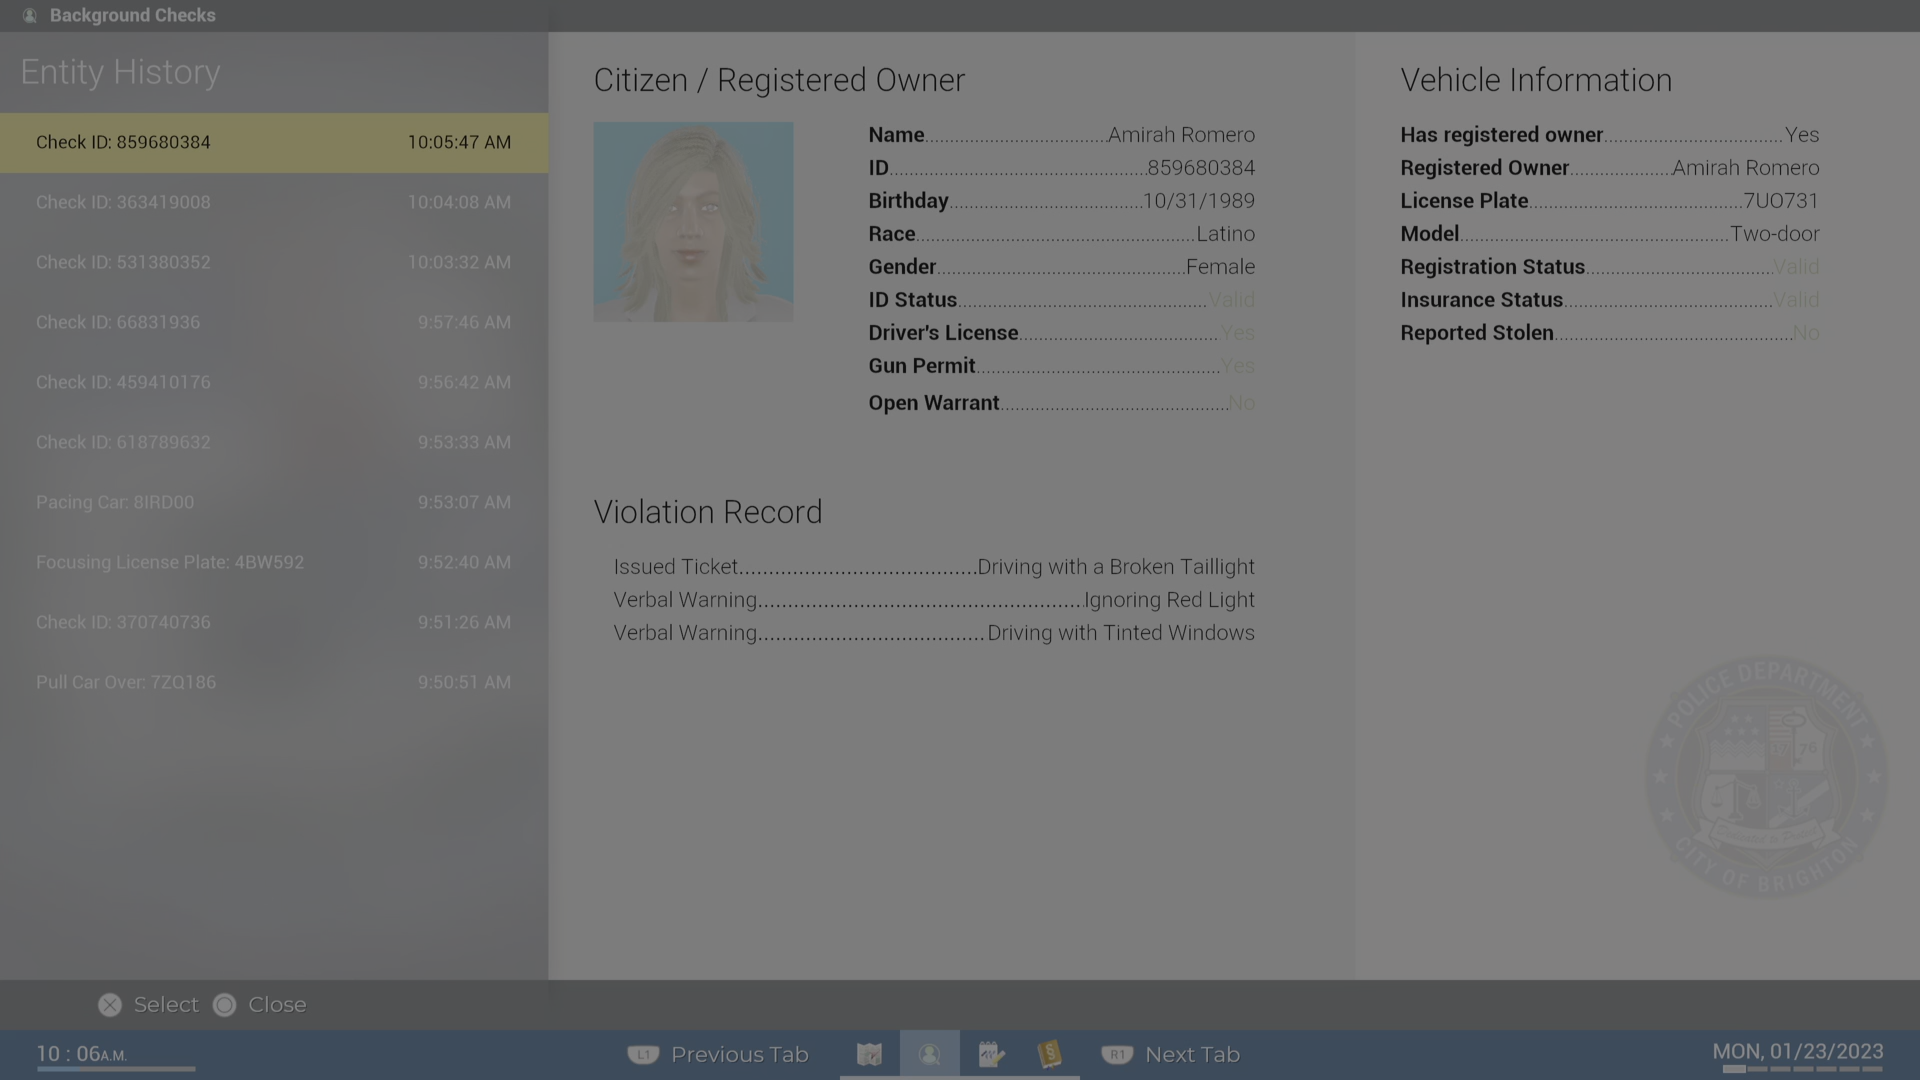 Background Checks
Entity History
Check ID: 859680384 10:05:47 AM
Check ID: 363419008 10:04:08 AM
Check ID: 531380352 10:03:32 AM
Check ID: 66831936 9:57:46 AM
Check ID: 459410176 9:56:42 AM
Check ID: 618789632 9:53:33 AM
Pacing Car: 8IRD00 9:53:07 AM
Focusing License Plate: 4BW592 9:52:40 AM
Check ID: 370740736 9:51:26 AM
Pull Car Over: 7ZQ186 9:50:51 AM
Citizen / Registered Owner
Name Amirah Romero
ID 859680384
Birthday 10/31/1989
Race Latino
Gender Female
ID Status Valid
Driver's License Yes
Gun Permit Yes
Open Warrant No
Violation Record
Issued Ticket Driving with a Broken Taillight
Verbal Warning Ignoring Red Light
Verbal Warning Driving with Tinted Windows
Vehicle Information
Has registered owner Yes
Registered Owner Amirah Romero
License Plate 7UO731
Model Two-door
Registration Status Valid
Insurance Status Valid
Reported Stolen No
POLICE DEPARTMENT
17 76
CITY OF BRIGHTON
Select Close
10 : 06 A.M.
L1 Previous Tab
R1 Next Tab
MON, 01/23/2023